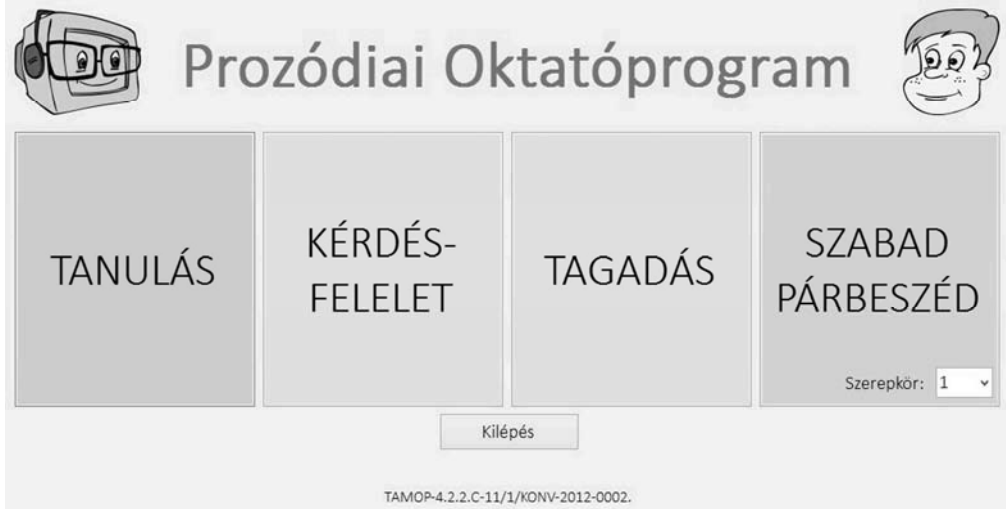 Prozódiai Oktatóprogram
TANULÁS
KÉRDÉS-
FELELET
TAGADÁS
SZABAD
PÁRBESZÉD
Szerepkör: 1
Kilépés
TAMOP-4.2.2.C-11/1/KONV-2012-0002.